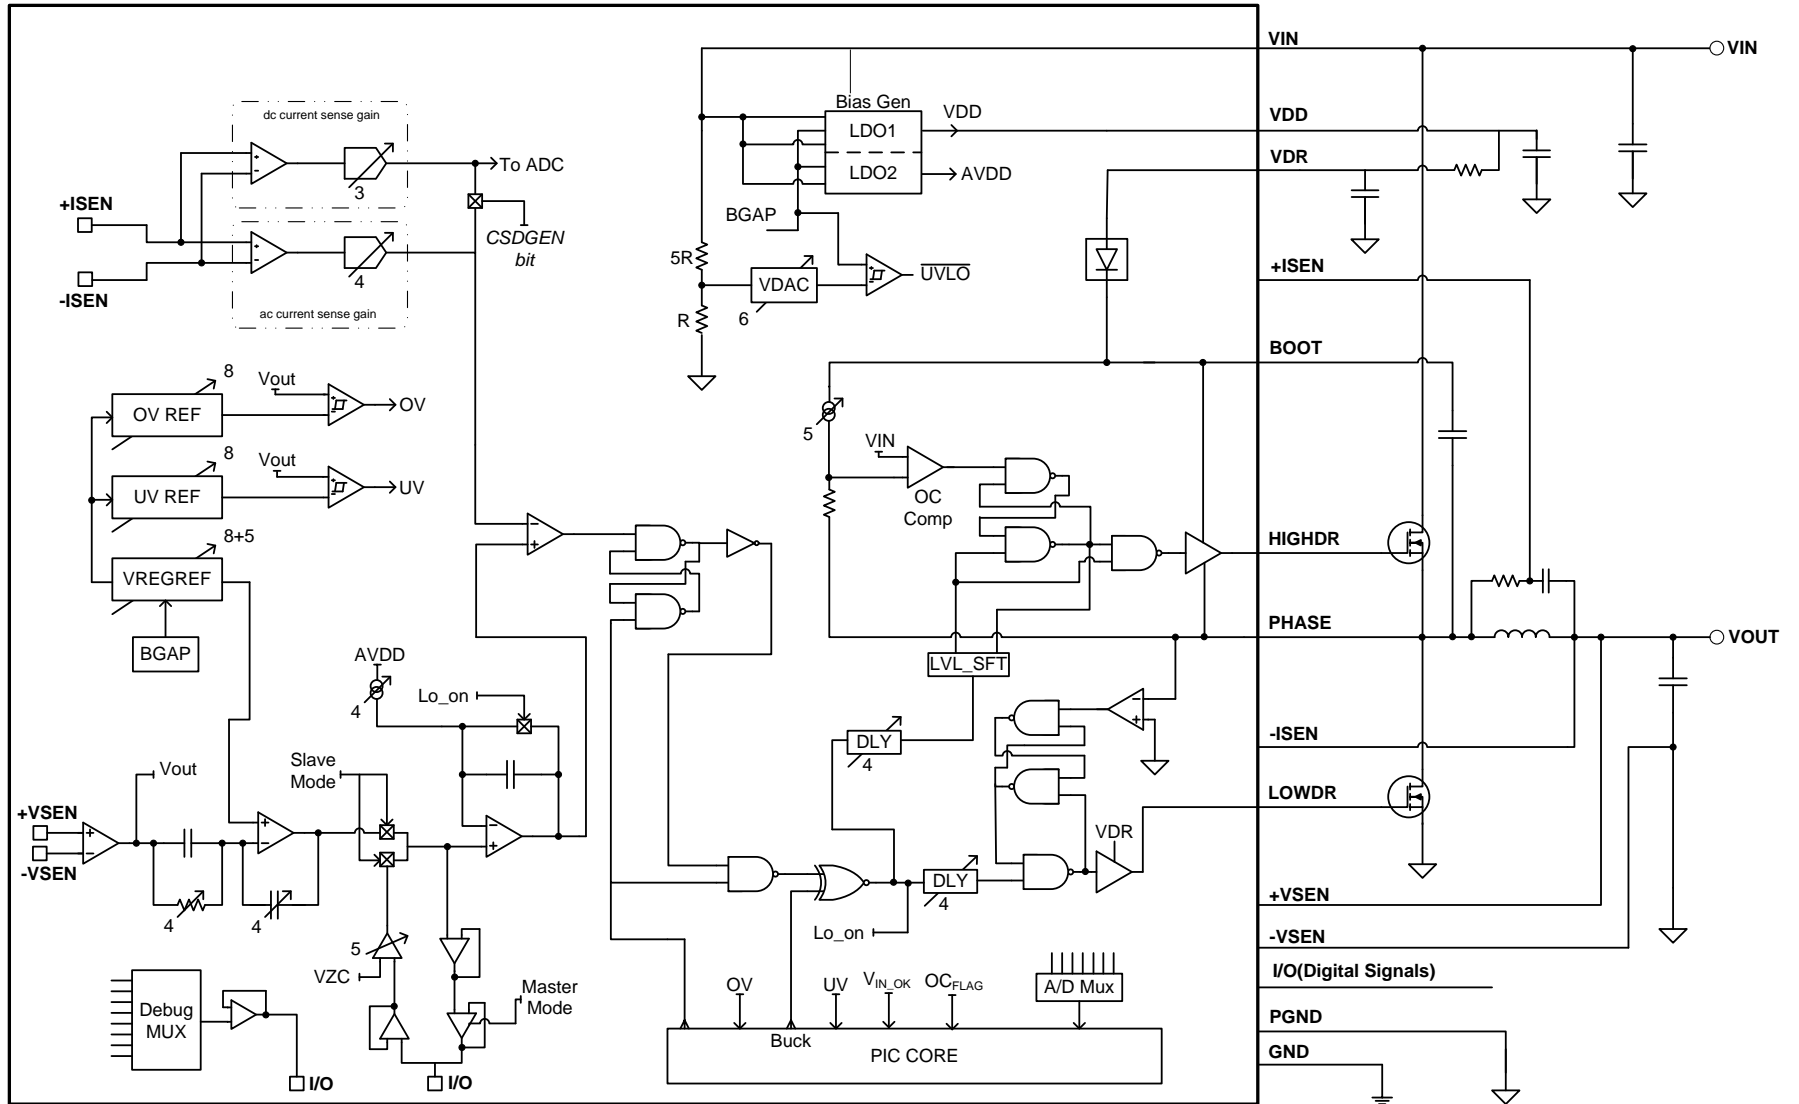 VIN
VIN
Bias Gen
VDD
VDD
dc current sense gain
LDO1
VDR
To ADC
LDO2
AVDD
3
+ISEN
BGAP
CSDGEN
bit
5R
+ISEN
4
VDAC
UVLO
-ISEN
ac current sense gain
R
6
BOOT
8
Vout
OV REF
OV
5
VIN
8
Vout
UV REF
UV
OC
Comp
8+5
HIGHDR
VREGREF
PHASE
VOUT
BGAP
AVDD
LVL_SFT
Lo_on
4
DLY
-ISEN
4
Slave
Mode
Vout
LOWDR
+VSEN
VDR
-VSEN
DLY
4
+VSEN
4
4
Lo_on
-VSEN
5
VZC
I/O(Digital Signals)
OV
UV
VIN_OK
OCFLAG
A/D Mux
Master
Mode
Debug
MUX
PGND
Buck
PIC CORE
GND
I/O
I/O